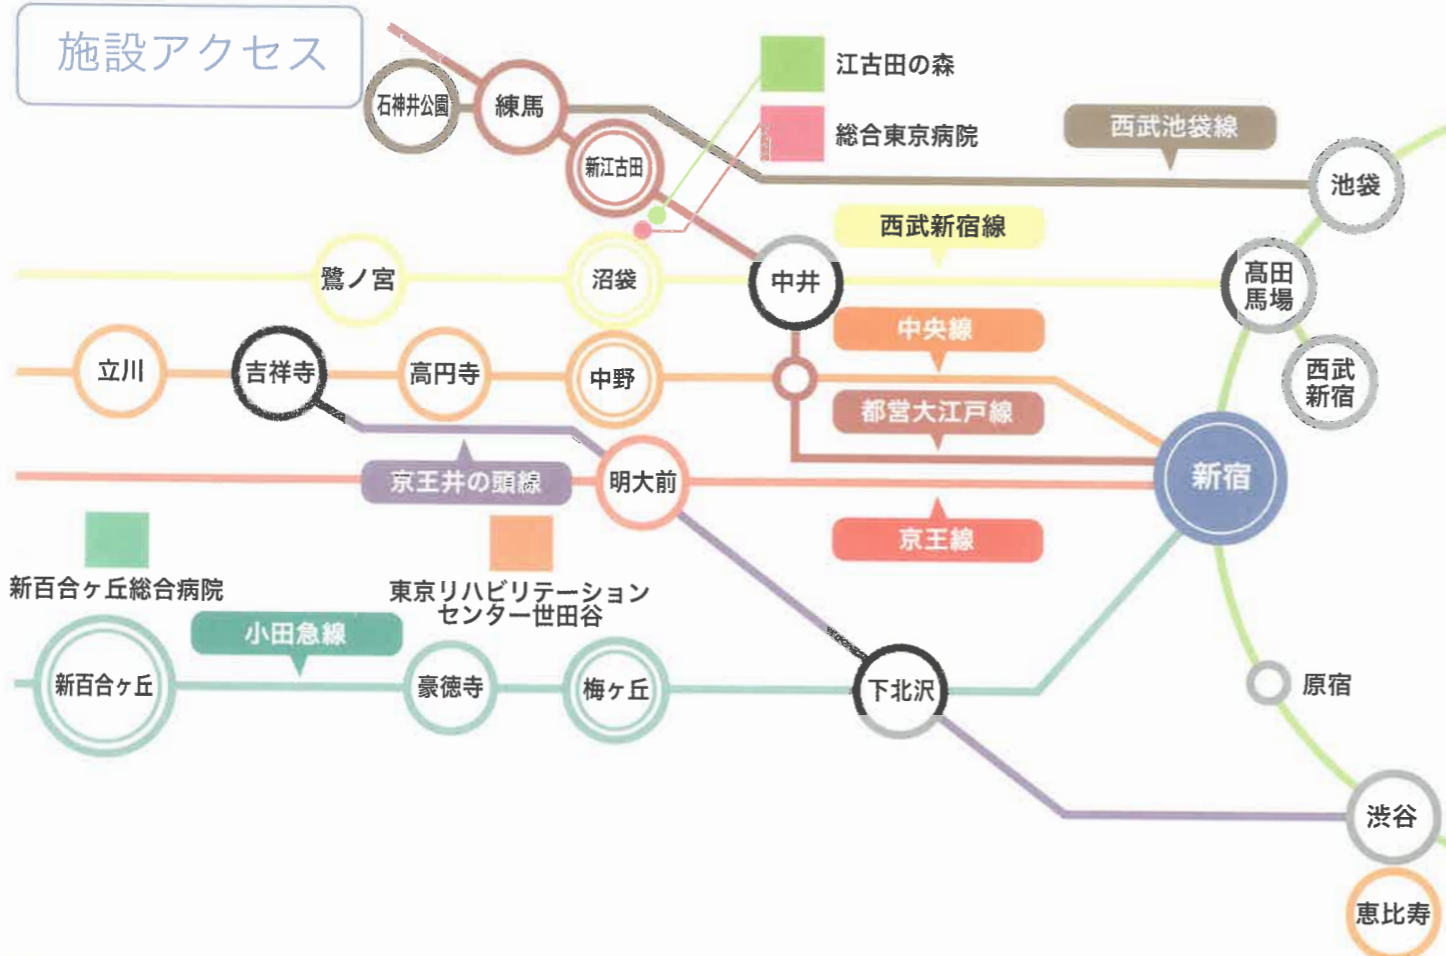 施設アクセス
江古田の森
石神井公園
練馬
総合東京病院
西武池袋線
新江古田
池袋
西武新宿線
鷺ノ宮
沼袋
中井
髙田
馬場
中央線
立川
吉祥寺
高円寺
中野
西武
新宿
都営大江戸線
京王井の頭線
明大前
新宿
京王線
新百合ヶ丘総合病院
東京リハビリテーション
センター世田谷
小田急線
新百合ヶ丘
豪徳寺
梅ヶ丘
下北沢
原宿
渋谷
恵比寿